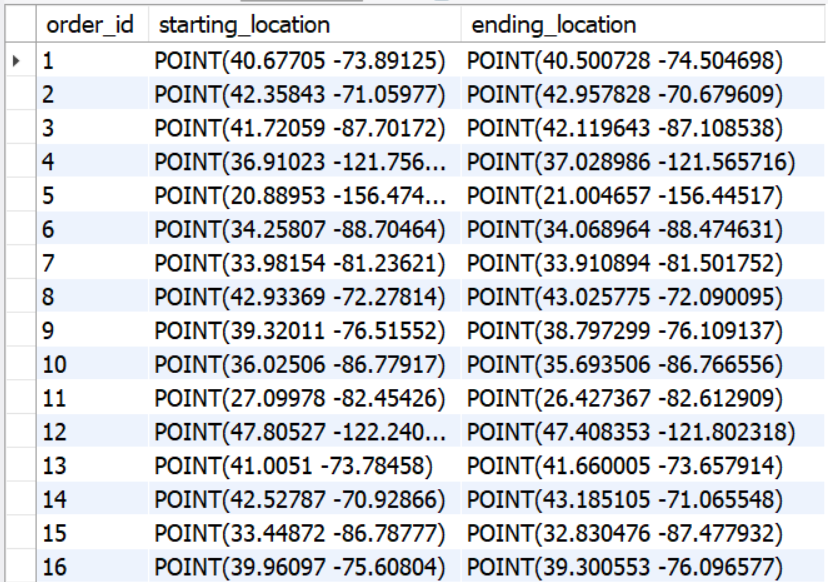 order_id starting_location ending_location
1 POINT(40.67705 -73.89125) POINT(40.500728 -74.504698)
2 POINT(42.35843 -71.05977) POINT(42.957828 -70.679609)
3 POINT(41.72059 -87.70172) POINT(42.119643 -87.108538)
4 POINT(36.91023 -121.756... POINT(37.028986 -121.565716)
5 POINT(20.88953 -156.474... POINT(21.004657 -156.44517)
6 POINT(34.25807 -88.70464) POINT(34.068964 -88.474631)
7 POINT(33.98154 -81.23621) POINT(33.910894 -81.501752)
8 POINT(42.93369 -72.27814) POINT(43.025775 -72.090095)
9 POINT(39.32011 -76.51552) POINT(38.797299 -76.109137)
10 POINT(36.02506 -86.77917) POINT(35.693506 -86.766556)
11 POINT(27.09978 -82.45426) POINT(26.427367 -82.612909)
12 POINT(47.80527 -122.240... POINT(47.408353 -121.802318)
13 POINT(41.0051 -73.78458) POINT(41.660005 -73.657914)
14 POINT(42.52787 -70.92866) POINT(43.185105 -71.065548)
15 POINT(33.44872 -86.78777) POINT(32.830476 -87.477932)
16 POINT(39.96097 -75.60804) POINT(39.300553 -76.096577)